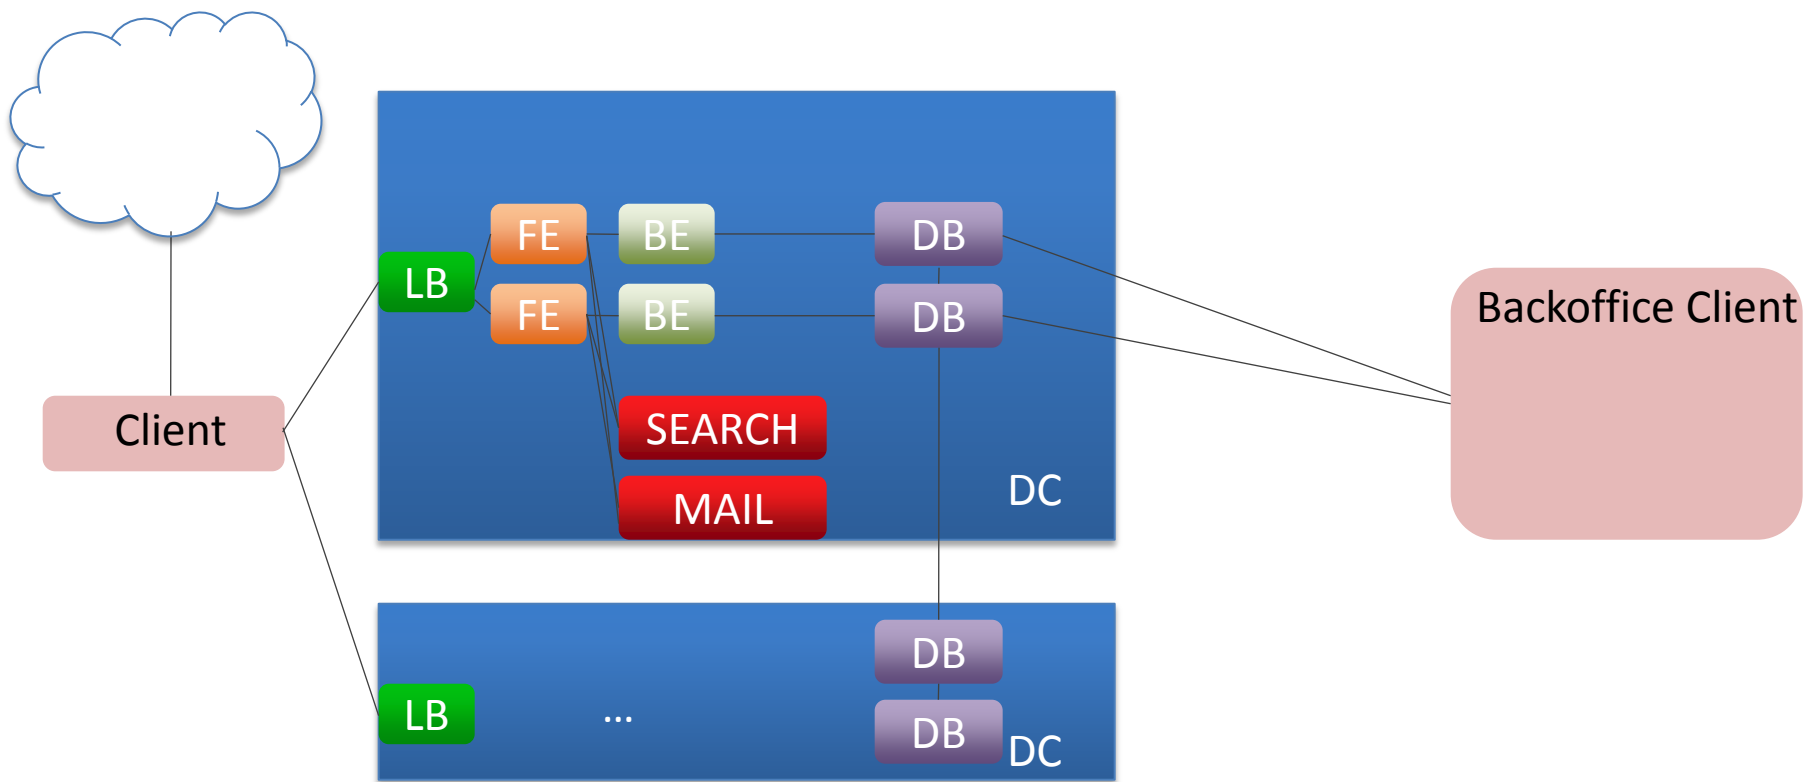 FE
BE
DB
LB
FE
BE
DB
Backoffice Client
Client
SEARCH
MAIL
DC
DB
LB
...
DB
DC